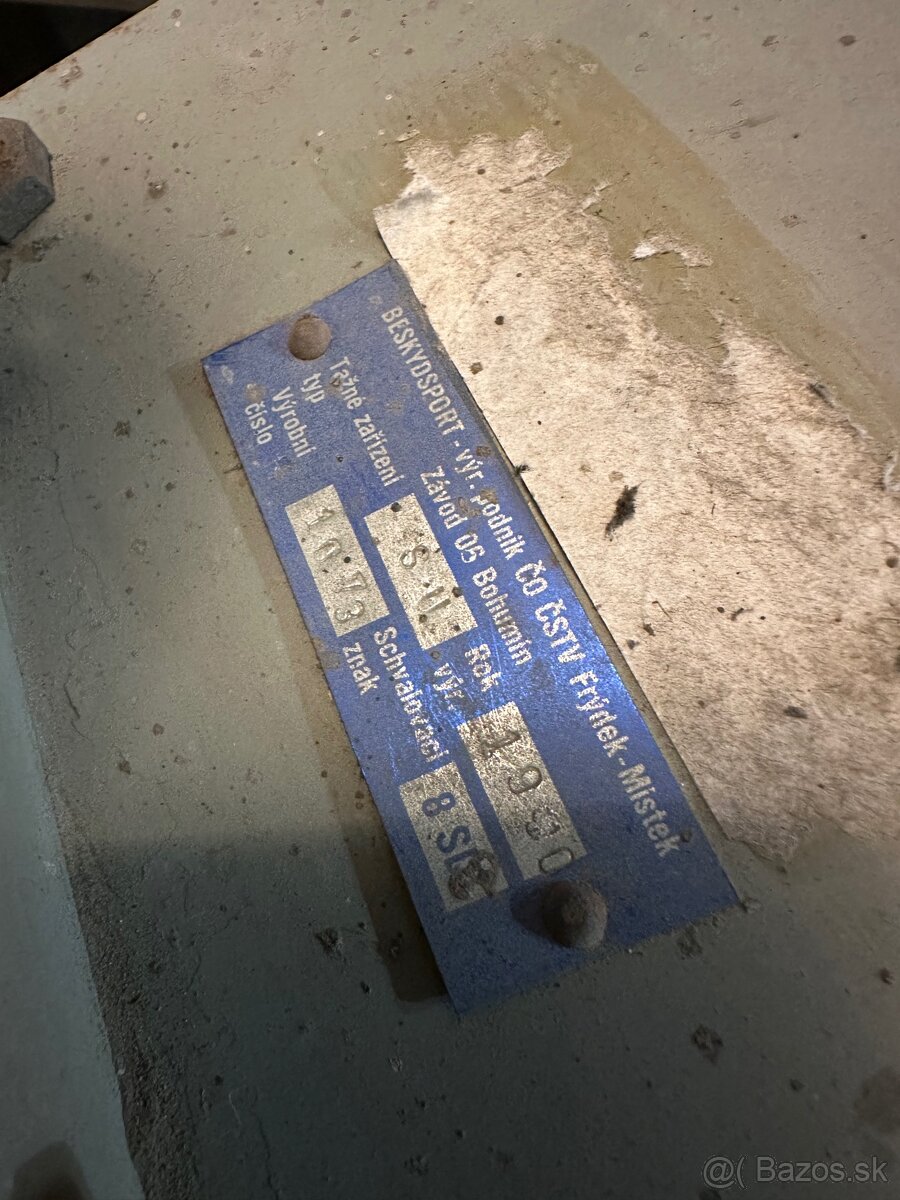 BESKYDSPORT - výr. podnik ČO ČSTV Frýdek-Místek
Závod 06 Bohumín
Tažné zařízení
typ S U
Rok
výr. 1990
Výrobní
číslo 1073
Schvalovací
znak 8
@( Bazos.sk